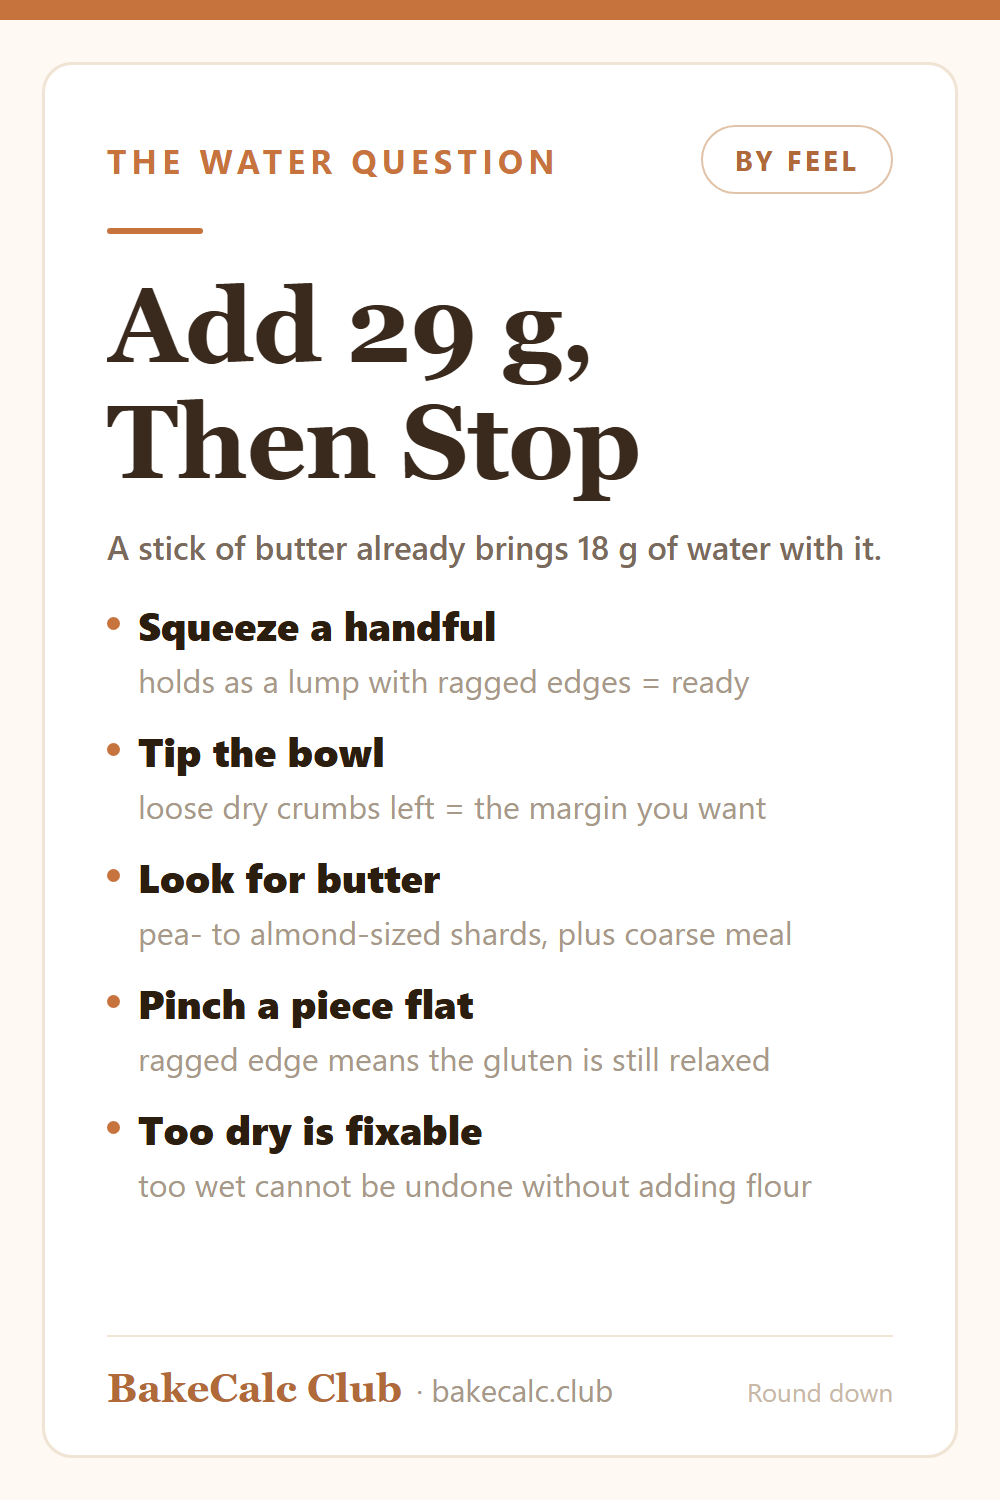 THE WATER QUESTION
BY FEEL
Add 29 g,
Then Stop
A stick of butter already brings 18 g of water with it.
• Squeeze a handful
holds as a lump with ragged edges = ready
• Tip the bowl
loose dry crumbs left = the margin you want
• Look for butter
pea- to almond-sized shards, plus coarse meal
• Pinch a piece flat
ragged edge means the gluten is still relaxed
• Too dry is fixable
too wet cannot be undone without adding flour
BakeCalc Club · bakecalc.club
Round down